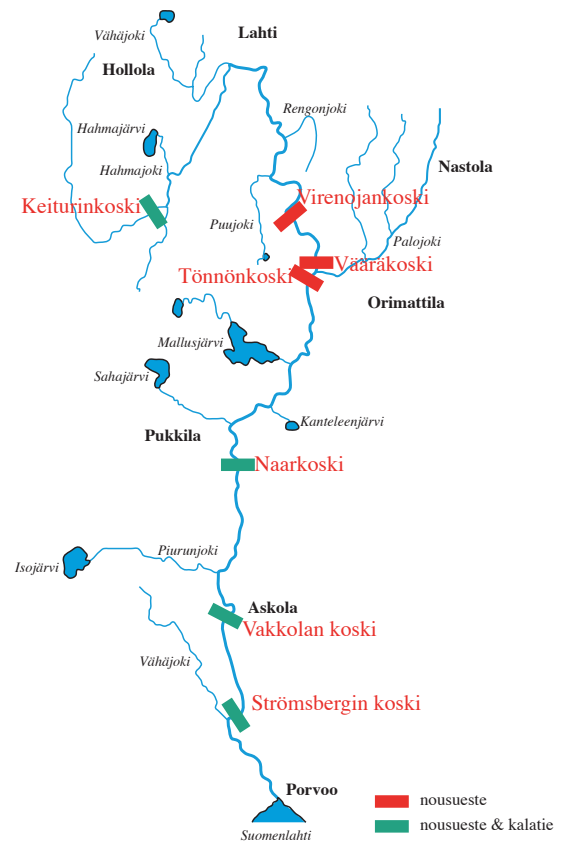 Lahti
Vähäjoki
Hollola
Rengonjoki
Hahmajärvi
Nastola
Hahmajoki
Virenojankoski
Keiturinkoski
Puujoki
Palojoki
Vääräkoski
Tönnönkoski
Orimattila
Mallusjärvi
Sahajärvi
Kanteleenjärvi
Pukkila
Naarkoski
Piurunjoki
Isojärvi
Askola
Vakkolan koski
Vähäjoki
Strömsbergin koski
Porvoo
nousueste
nousueste & kalatie
Suomenlahti